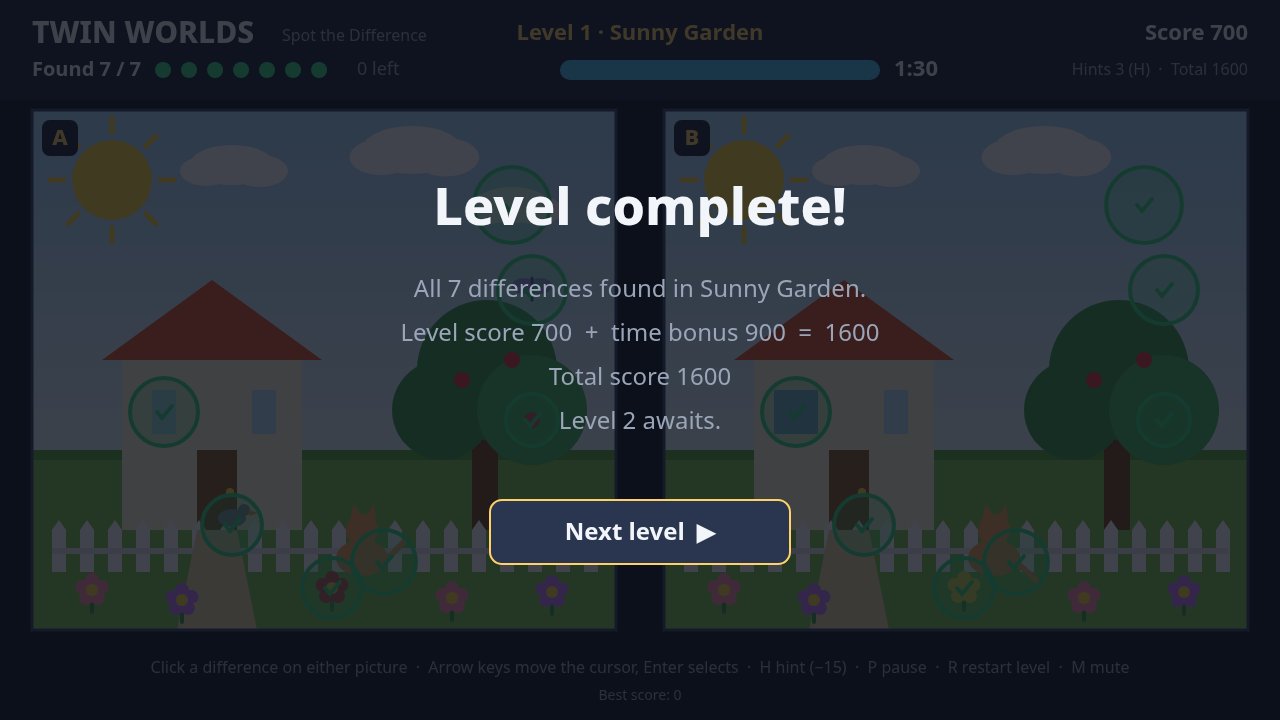 TWIN WORLDS Spot the Difference Level 1 · Sunny Garden Score 700
Found 7 / 7 0 left 1:30 Hints 3 (H) · Total 1600
A B
Level complete!
All 7 differences found in Sunny Garden.
Level score 700 + time bonus 900 = 1600
Total score 1600
Level 2 awaits.
Next level ▶
Click a difference on either picture · Arrow keys move the cursor, Enter selects · H hint (−15) · P pause · R restart level · M mute
Best score: 0